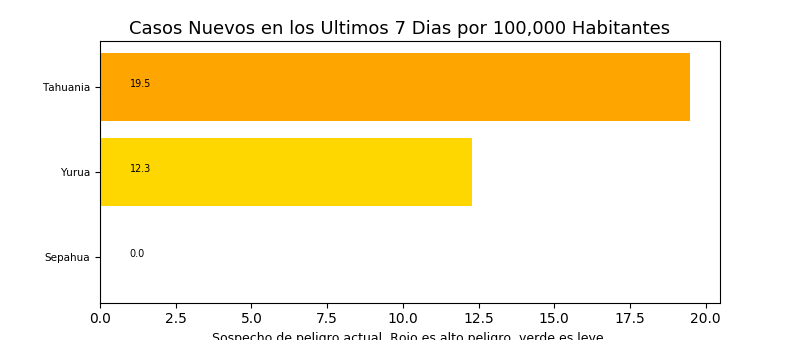 Casos Nuevos en los Ultimos 7 Dias por 100,000 Habitantes
Tahuania 19.5
Yurua 12.3
Sepahua 0.0
0.0 2.5 5.0 7.5 10.0 12.5 15.0 17.5 20.0
Sospecho de peligro actual. Rojo es alto peligro, verde es leve